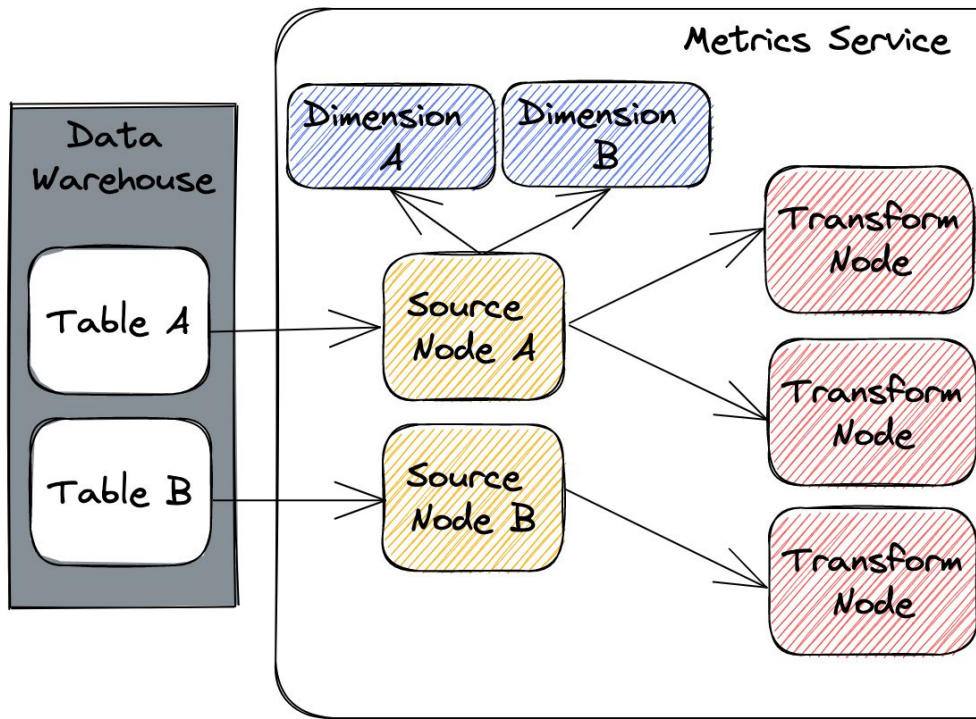 Metrics Service
Data
Warehouse
Table A
Table B
Dimension
A
Dimension
B
Source
Node A
Source
Node B
Transform
Node
Transform
Node
Transform
Node